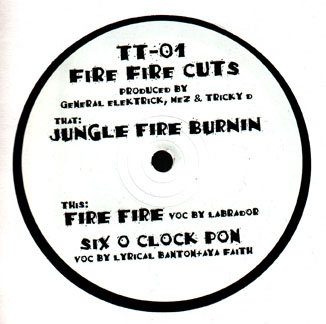 TT-01
FIRE FIRE CUTS
PRODUCED BY
GENERAL ELEKTRICK, NEZ & TRICKY D
THAT:
JUNGLE FIRE BURNIN
THIS:
FIRE FIRE VOC BY LABRADOR
SIX O CLOCK PON
VOC BY LYRICAL BANTON+AYA FAITH